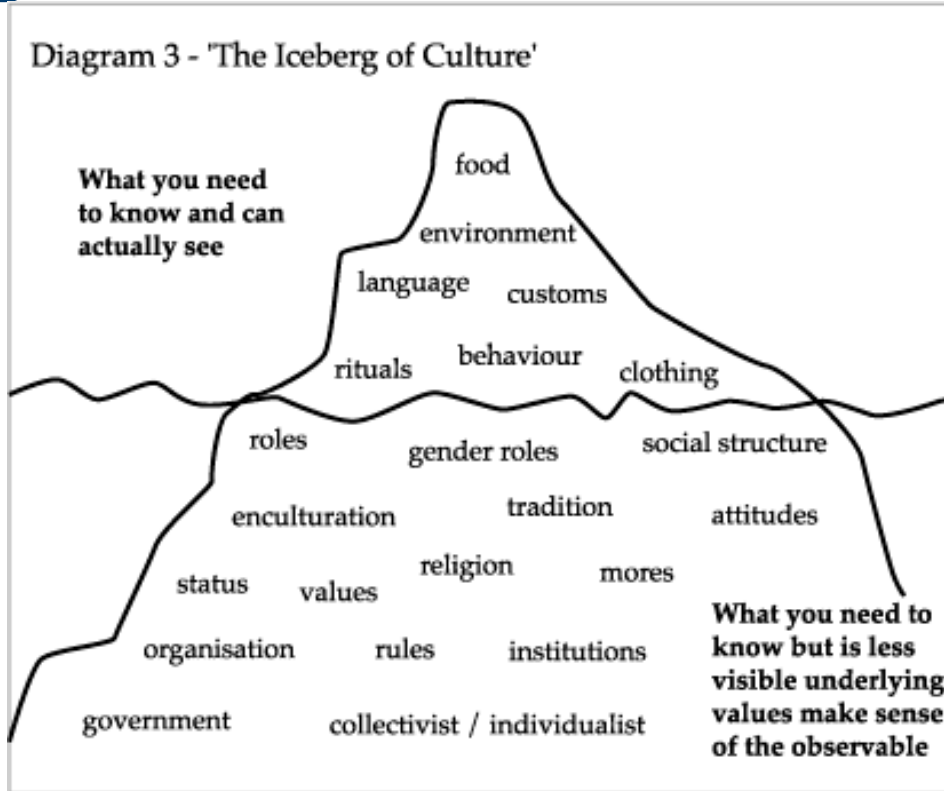 Diagram 3 - 'The Iceberg of Culture'
What you need
to know and can
actually see
food
environment
language customs
rituals behaviour clothing
roles gender roles social structure
enculturation tradition attitudes
status values religion mores
organisation rules institutions
government collectivist / individualist
What you need to
know but is less
visible underlying
values make sense
of the observable